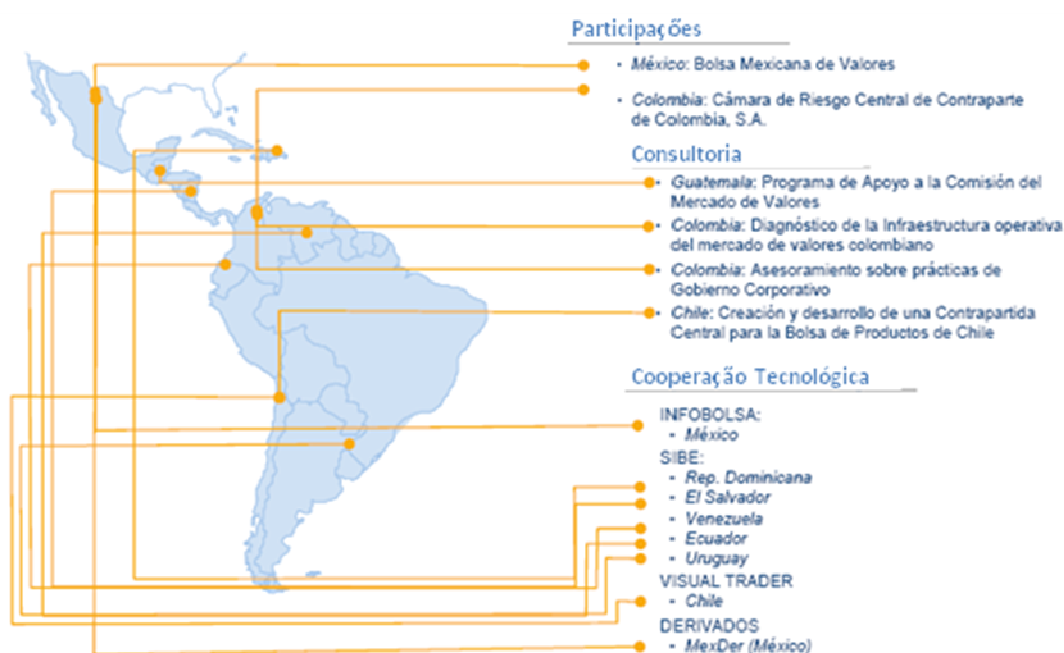 Participações
• México: Bolsa Mexicana de Valores
• Colombia: Cámara de Riesgo Central de Contraparte
de Colombia, S.A.
Consultoria
• Guatemala: Programa de Apoyo a la Comisión del
Mercado de Valores
• Colombia: Diagnóstico de la Infraestructura operativa
del mercado de valores colombiano
• Colombia: Asesoramiento sobre prácticas de
Gobierno Corporativo
• Chile: Creación y desarrollo de una Contrapartida
Central para la Bolsa de Productos de Chile
Cooperação Tecnológica
INFOBOLSA:
- México
SIBE:
- Rep. Dominicana
- El Salvador
- Venezuela
- Ecuador
- Uruguay
VISUAL TRADER
- Chile
DERIVADOS
- MexDer (México)